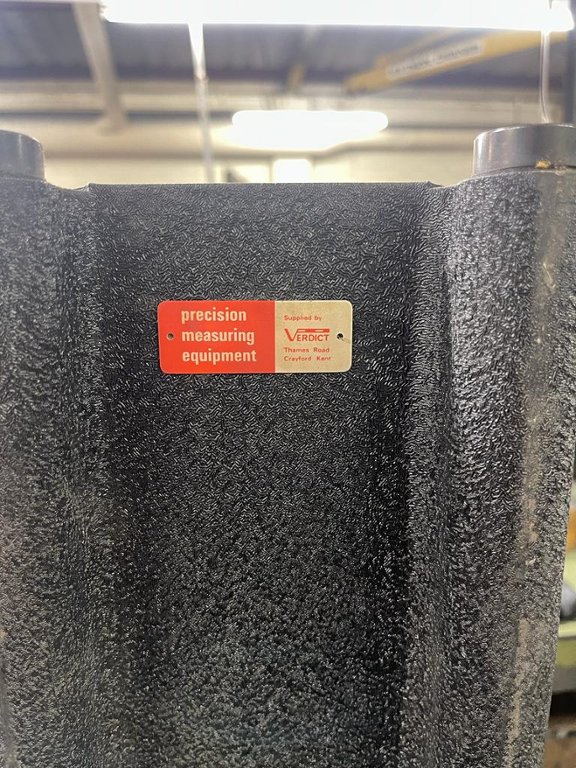 precision
measuring
equipment
Supplied by
VERDICT
Thames Road
Crayford Kent